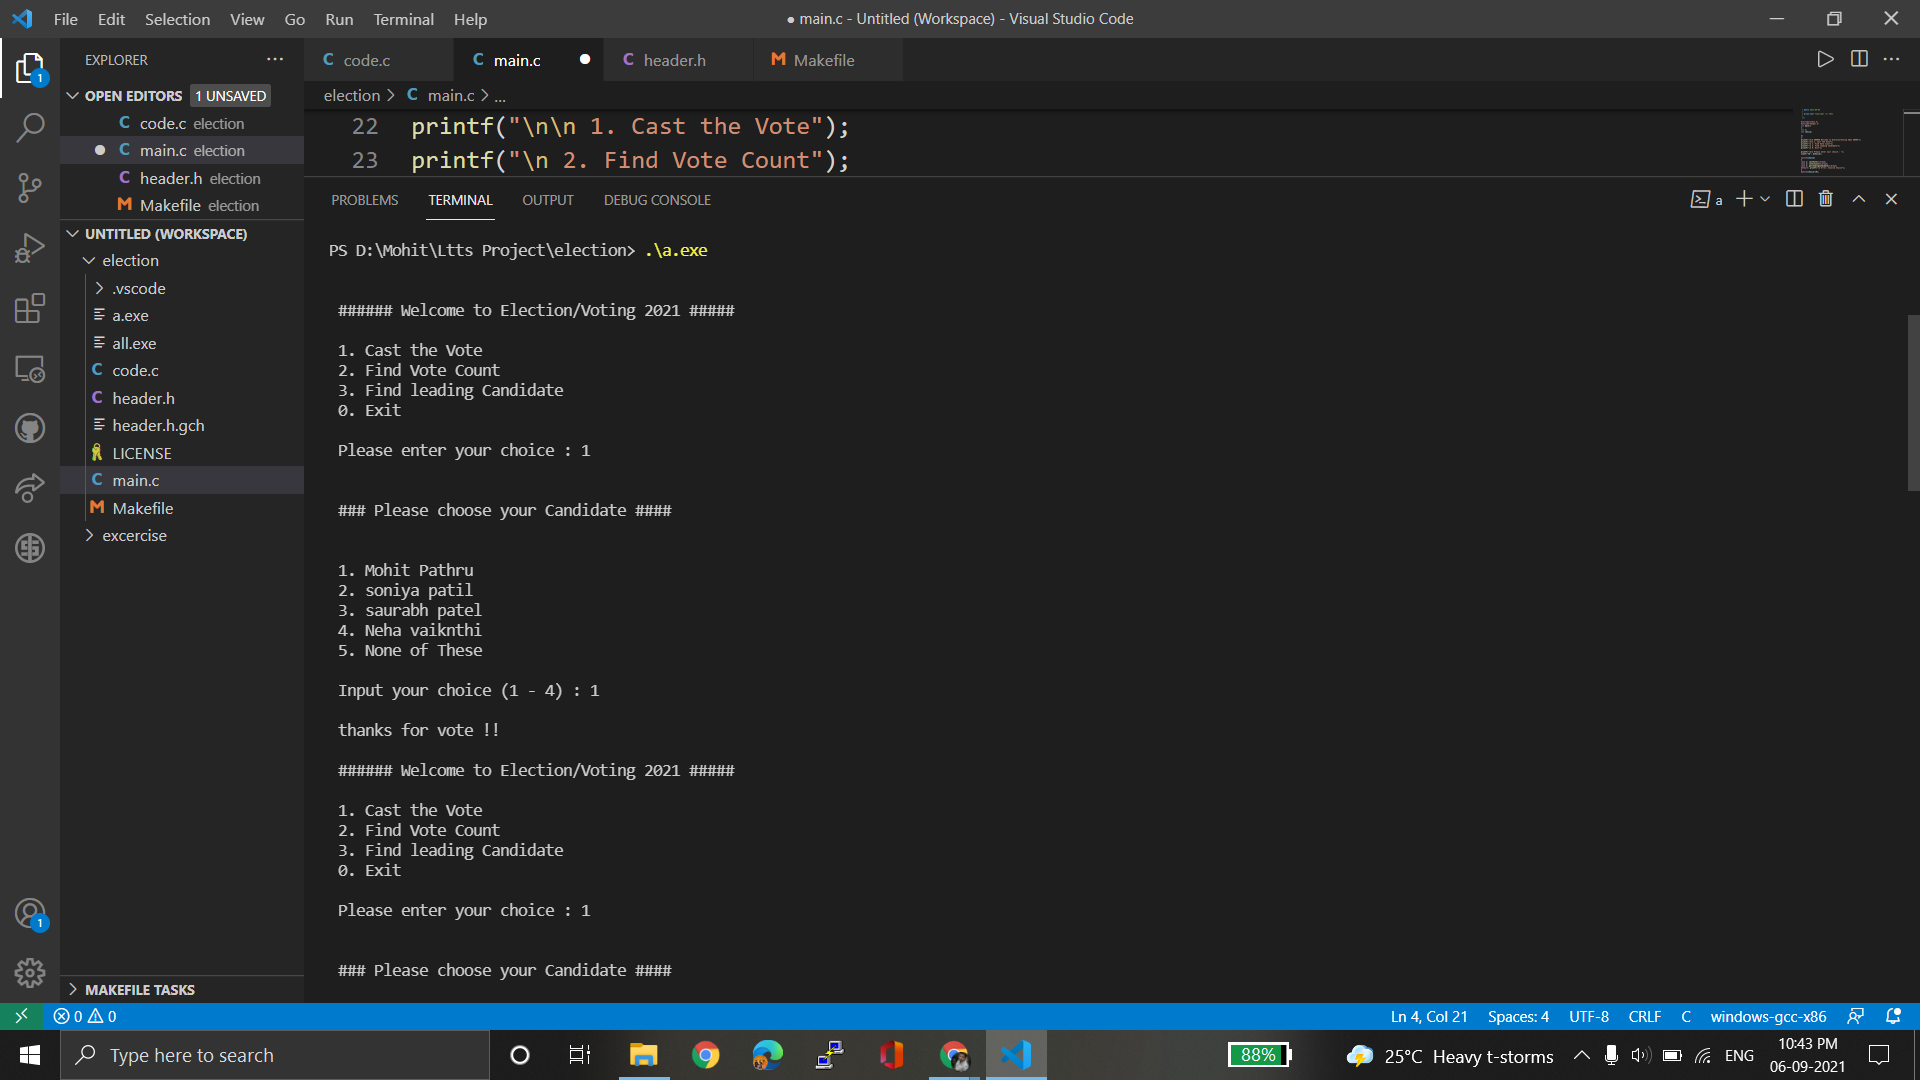 File Edit Selection View Go Run Terminal Help
● main.c - Untitled (Workspace) - Visual Studio Code
EXPLORER
code.c
main.c
header.h
Makefile
OPEN EDITORS 1 UNSAVED
code.c election
main.c election
header.h election
Makefile election
UNTITLED (WORKSPACE)
election
.vscode
a.exe
all.exe
code.c
header.h
header.h.gch
LICENSE
main.c
Makefile
excercise
MAKEFILE TASKS
election > C main.c > ...
22 printf("\n\n 1. Cast the Vote");
23 printf("\n 2. Find Vote Count");
PROBLEMS TERMINAL OUTPUT DEBUG CONSOLE
a
PS D:\Mohit\Ltts Project\election> .\a.exe
###### Welcome to Election/Voting 2021 #####
1. Cast the Vote
2. Find Vote Count
3. Find leading Candidate
0. Exit
Please enter your choice : 1
### Please choose your Candidate ####
1. Mohit Pathru
2. soniya patil
3. saurabh patel
4. Neha vaiknthi
5. None of These
Input your choice (1 - 4) : 1
thanks for vote !!
###### Welcome to Election/Voting 2021 #####
1. Cast the Vote
2. Find Vote Count
3. Find leading Candidate
0. Exit
Please enter your choice : 1
### Please choose your Candidate ####
0 0
Ln 4, Col 21 Spaces: 4 UTF-8 CRLF C windows-gcc-x86
Type here to search
88%
25°C Heavy t-storms
ENG
10:43 PM
06-09-2021